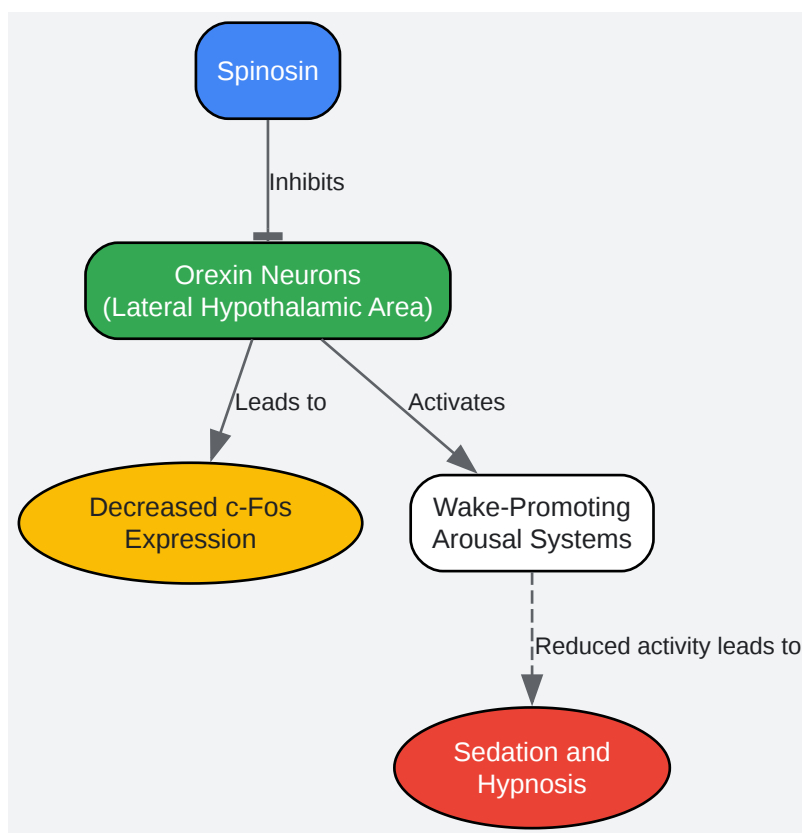 Spinosin
Inhibits
Orexin Neurons
(Lateral Hypothalamic Area)
Leads to
Activates
Decreased c-Fos
Expression
Wake-Promoting
Arousal Systems
Reduced activity leads to
Sedation and
Hypnosis